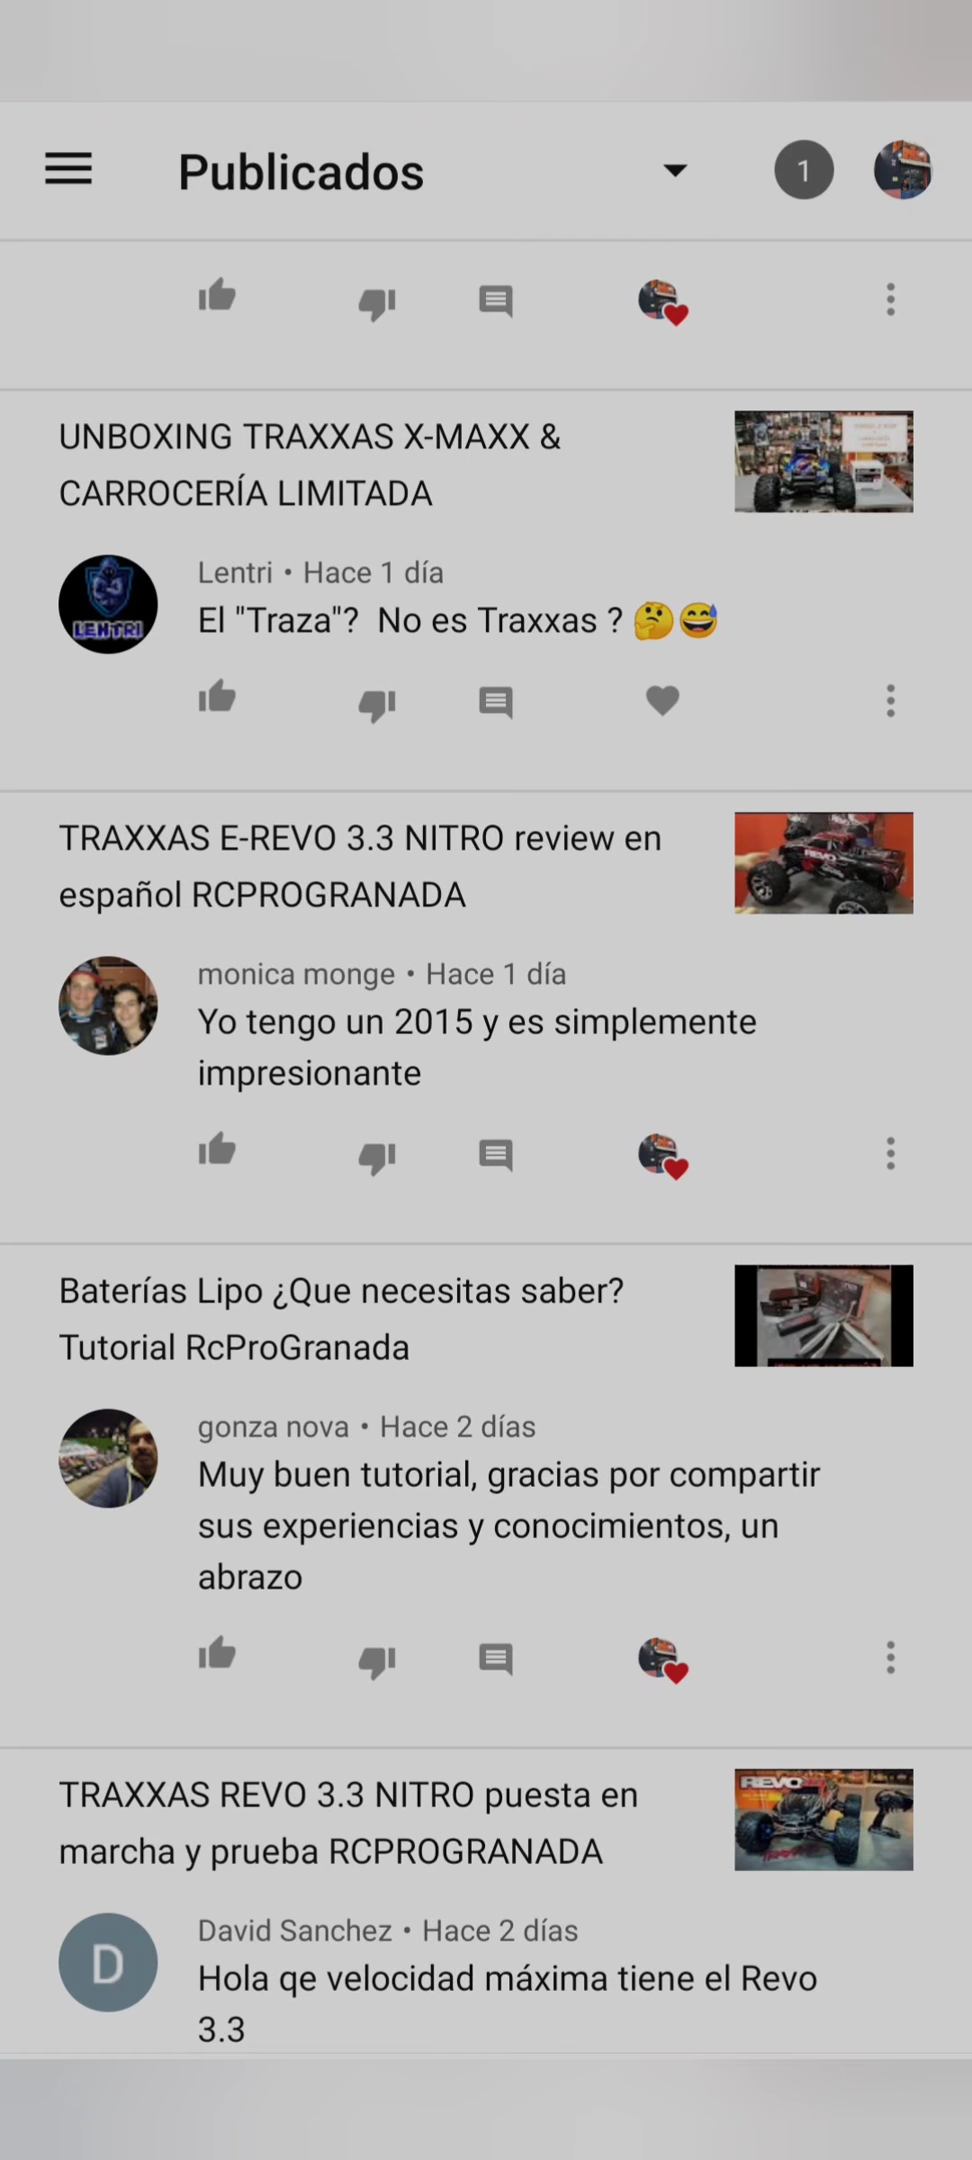 Publicados
1
UNBOXING TRAXXAS X-MAXX &
CARROCERÍA LIMITADA
LENTRI
Lentri • Hace 1 día
El "Traza"?  No es Traxxas ? 🤔😅
TRAXXAS E-REVO 3.3 NITRO review en
español RCPROGRANADA
REVO
monica monge • Hace 1 día
Yo tengo un 2015 y es simplemente
impresionante
Baterías Lipo ¿Que necesitas saber?
Tutorial RcProGranada
gonza nova • Hace 2 días
Muy buen tutorial, gracias por compartir
sus experiencias y conocimientos, un
abrazo
TRAXXAS REVO 3.3 NITRO puesta en
marcha y prueba RCPROGRANADA
REVO
D
David Sanchez • Hace 2 días
Hola qe velocidad máxima tiene el Revo
3.3